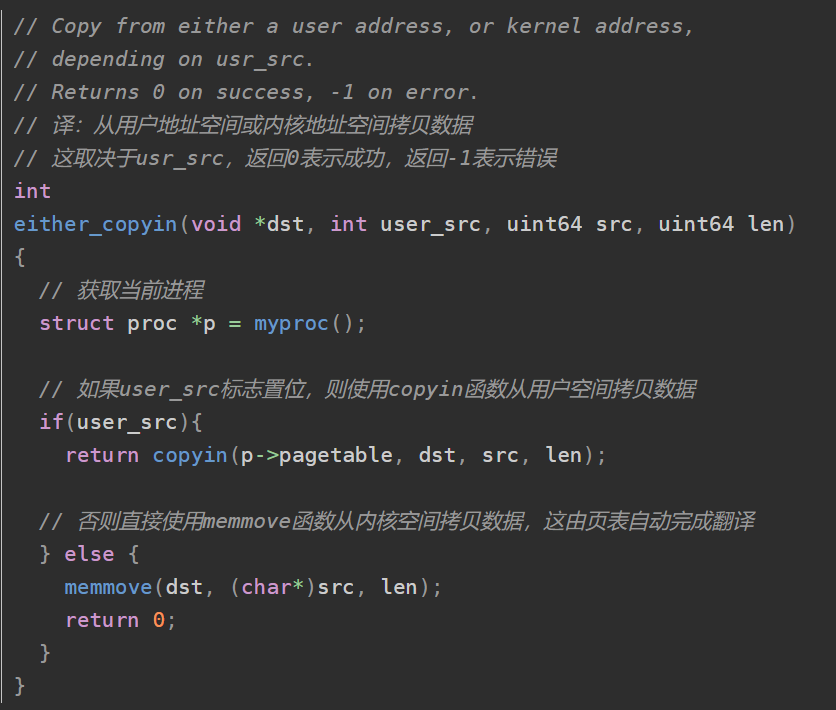 // Copy from either a user address, or kernel address,
// depending on usr_src.
// Returns 0 on success, -1 on error.
// 译：从用户地址空间或内核地址空间拷贝数据
// 这取决于usr_src，返回0表示成功，返回-1表示错误
int
either_copyin(void *dst, int user_src, uint64 src, uint64 len)
{
  // 获取当前进程
  struct proc *p = myproc();
  // 如果user_src标志置位，则使用copyin函数从用户空间拷贝数据
  if(user_src){
    return copyin(p->pagetable, dst, src, len);
  // 否则直接使用memmove函数从内核空间拷贝数据，这由页表自动完成翻译
  } else {
    memmove(dst, (char*)src, len);
    return 0;
  }
}